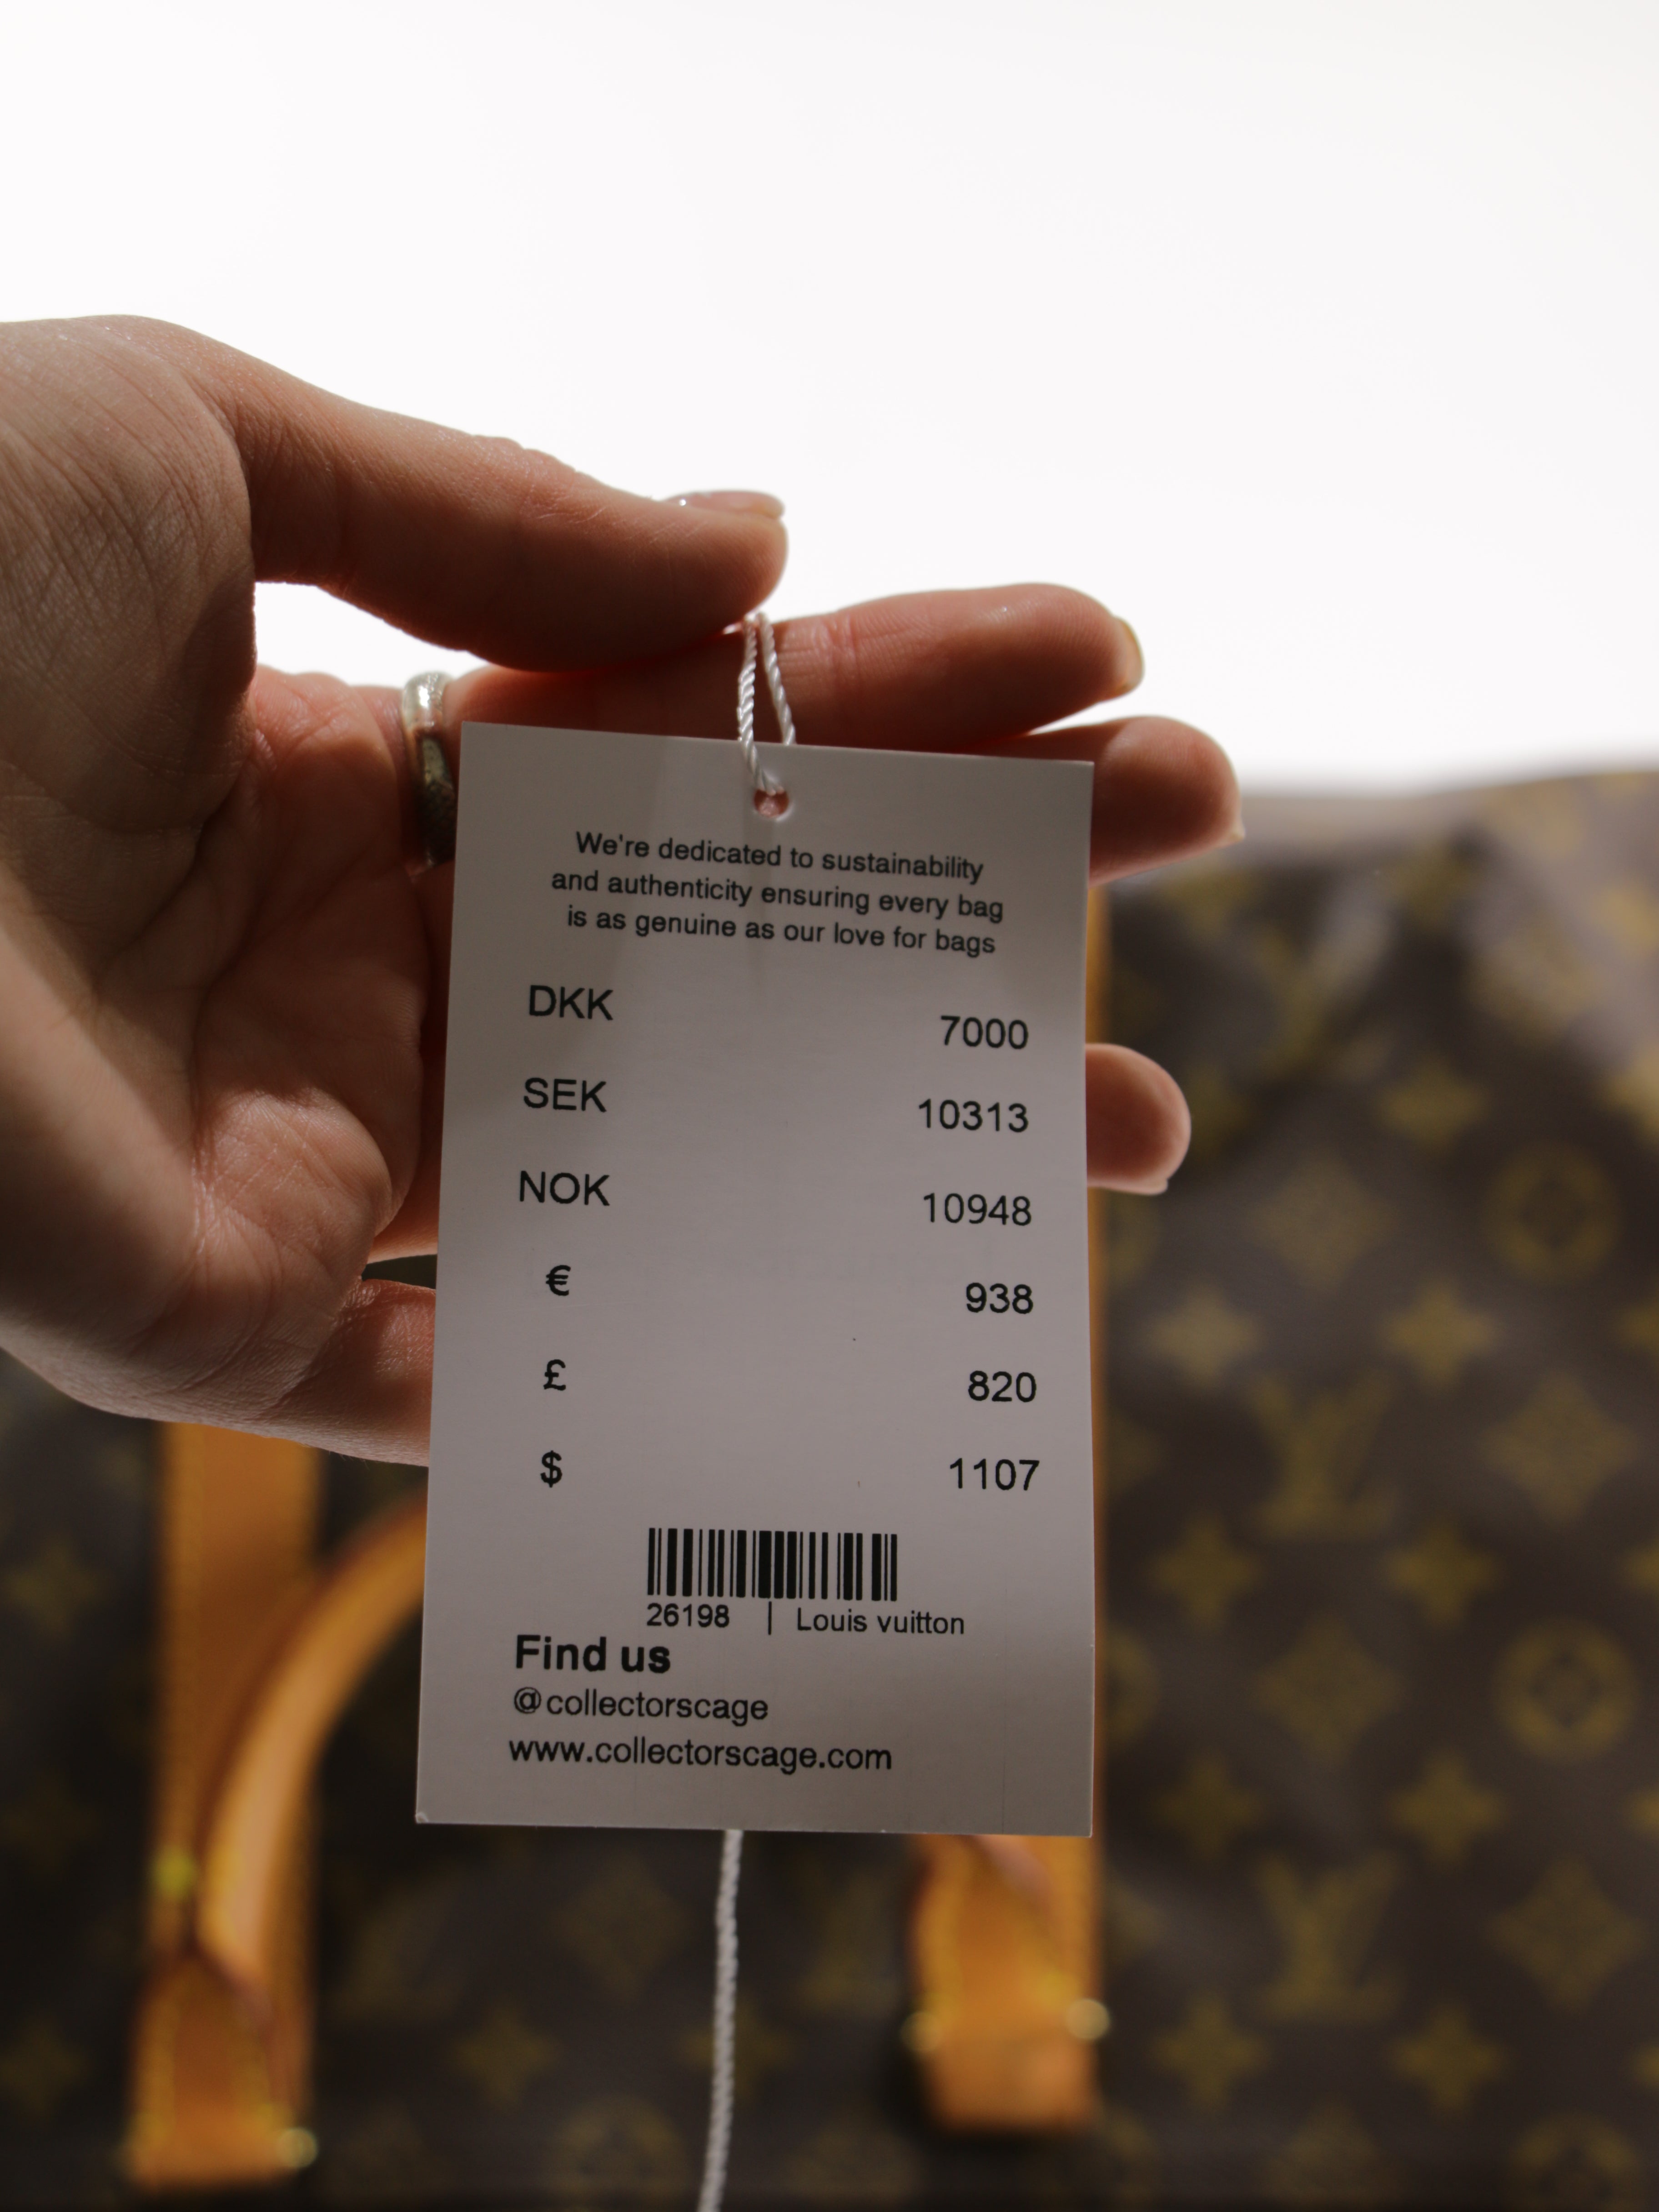 We're dedicated to sustainability
and authenticity ensuring every bag
is as genuine as our love for bags
DKK 7000
SEK 10313
NOK 10948
€ 938
£ 820
$ 1107
26198 | Louis vuitton
Find us
@collectorscage
www.collectorscage.com